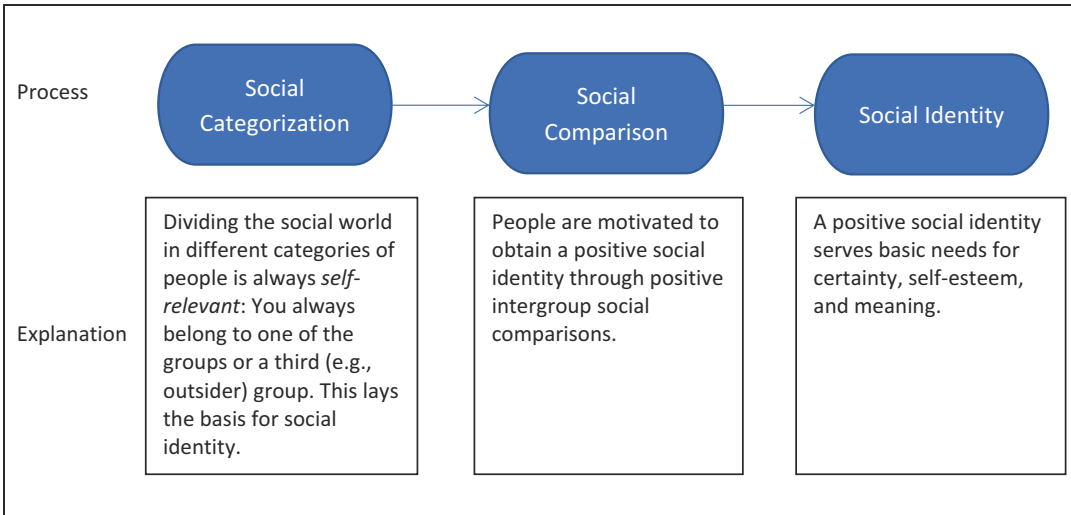 Process
Social
Categorization
Social
Comparison
Social Identity
Explanation
Dividing the social world
in different categories of
people is always self-
relevant: You always
belong to one of the
groups or a third (e.g.,
outsider) group. This lays
the basis for social
identity.
People are motivated to
obtain a positive social
identity through positive
intergroup social
comparisons.
A positive social identity
serves basic needs for
certainty, self-esteem,
and meaning.